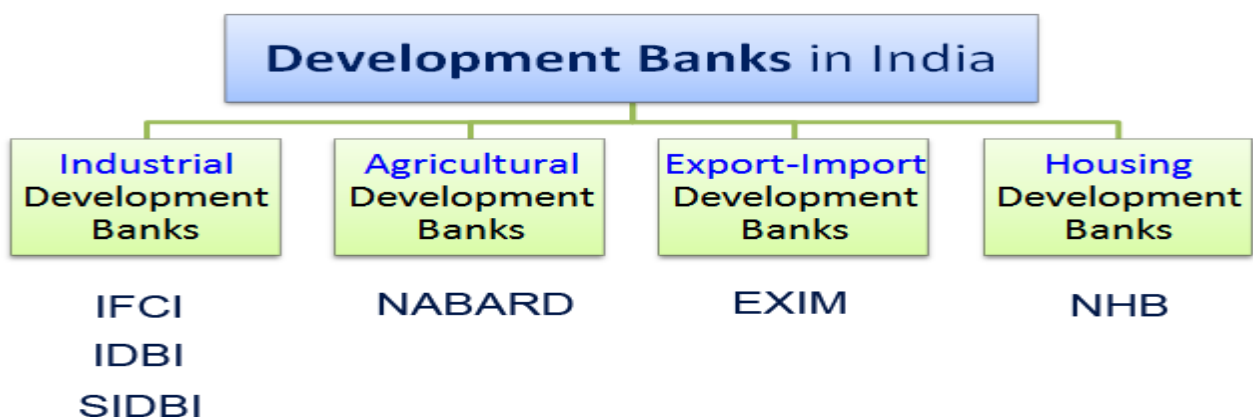 Development Banks in India
Industrial
Development
Banks
Agricultural
Development
Banks
Export-Import
Development
Banks
Housing
Development
Banks
IFCI
IDBI
SIDBI
NABARD
EXIM
NHB